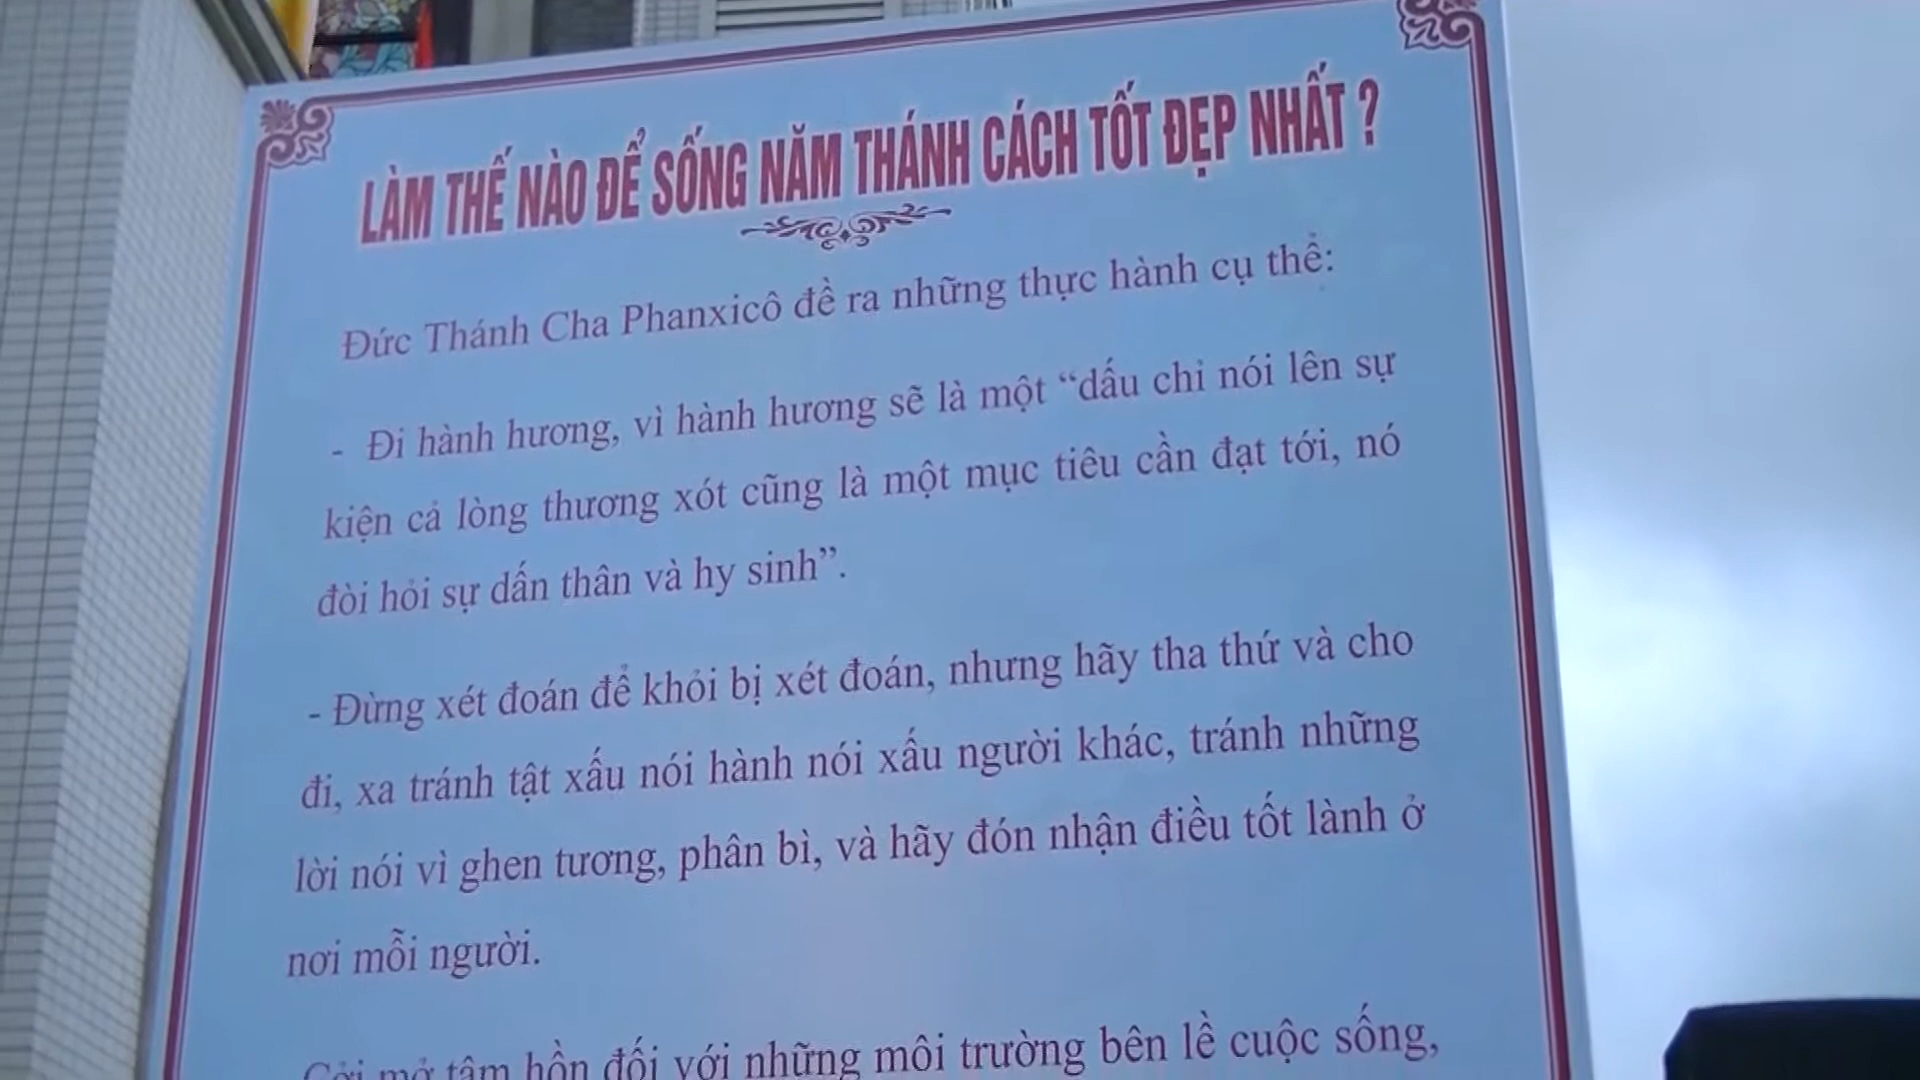 LÀM THẾ NÀO ĐỂ SỐNG NĂM THÁNH CÁCH TỐT ĐẸP NHẤT ?
Đức Thánh Cha Phanxicô đề ra những thực hành cụ thể:
- Đi hành hương, vì hành hương sẽ là một “dấu chỉ nói lên sự
kiện cả lòng thương xót cũng là một mục tiêu cần đạt tới, nó
đòi hỏi sự dấn thân và hy sinh”.
- Đừng xét đoán để khỏi bị xét đoán, nhưng hãy tha thứ và cho
đi, xa tránh tật xấu nói hành nói xấu người khác, tránh những
lời nói vì ghen tương, phân bì, và hãy đón nhận điều tốt lành ở
nơi mỗi người.
Cởi mở tâm hồn đối với những môi trường bên lề cuộc sống,